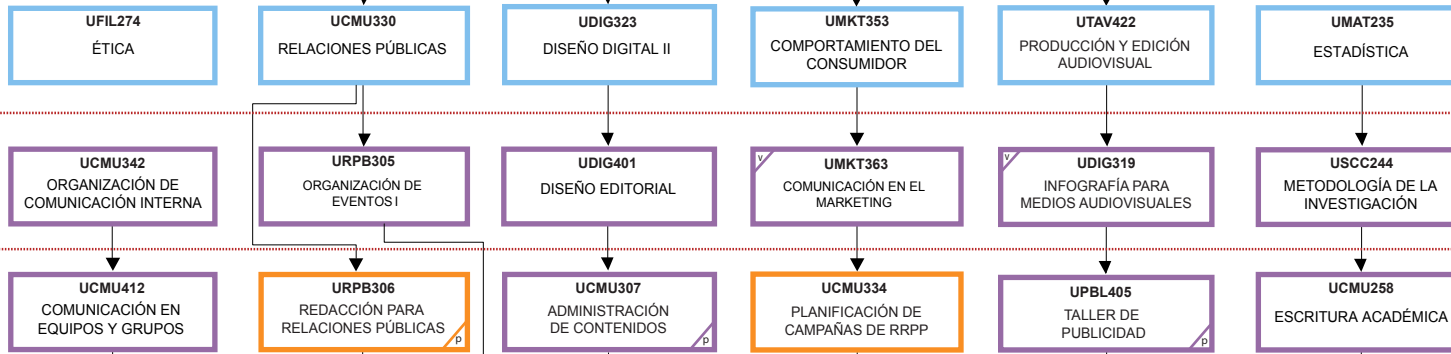 UFIL274
ÉTICA
UCMU330
RELACIONES PÚBLICAS
UDIG323
DISEÑO DIGITAL II
UMKT353
COMPORTAMIENTO DEL
CONSUMIDOR
UTAV422
PRODUCCIÓN Y EDICIÓN
AUDIOVISUAL
UMAT235
ESTADÍSTICA
UCMU342
ORGANIZACIÓN DE
COMUNICACIÓN INTERNA
URPB305
ORGANIZACIÓN DE
EVENTOS I
UDIG401
DISEÑO EDITORIAL
v
UMKT363
COMUNICACIÓN EN EL
MARKETING
v
UDIG319
INFOGRAFÍA PARA
MEDIOS AUDIOVISUALES
USCC244
METODOLOGÍA DE LA
INVESTIGACIÓN
UCMU412
COMUNICACIÓN EN
EQUIPOS Y GRUPOS
URPB306
REDACCIÓN PARA
RELACIONES PÚBLICAS
p
UCMU307
ADMINISTRACIÓN
DE CONTENIDOS
p
UCMU334
PLANIFICACIÓN DE
CAMPAÑAS DE RRPP
UPBL405
TALLER DE
PUBLICIDAD
p
UCMU258
ESCRITURA ACADÉMICA